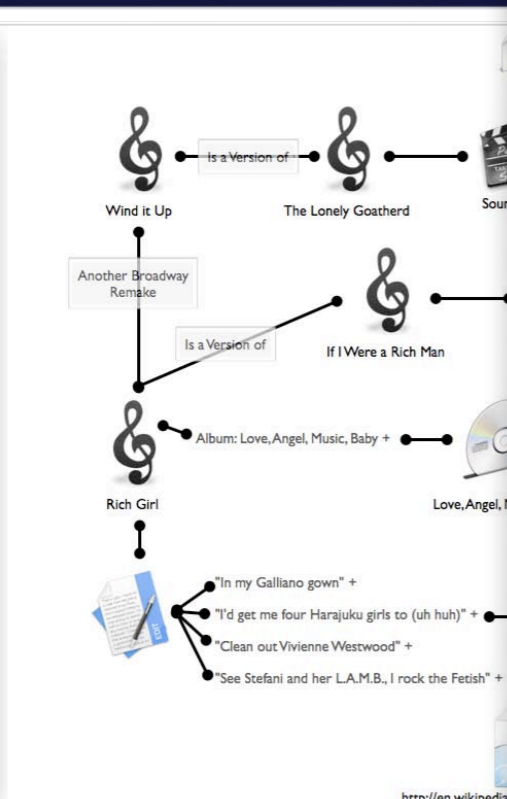 Is a Version of
Wind it Up
The Lonely Goatherd
Another Broadway
Remake
Is a Version of
If I Were a Rich Man
Album: Love, Angel, Music, Baby +
Rich Girl
Love, Angel,
EDIT
"In my Galliano gown" +
"I'd get me four Harajuku girls to (uh huh)" +
"Clean out Vivienne Westwood" +
"See Stefani and her L.A.M.B., I rock the Fetish" +